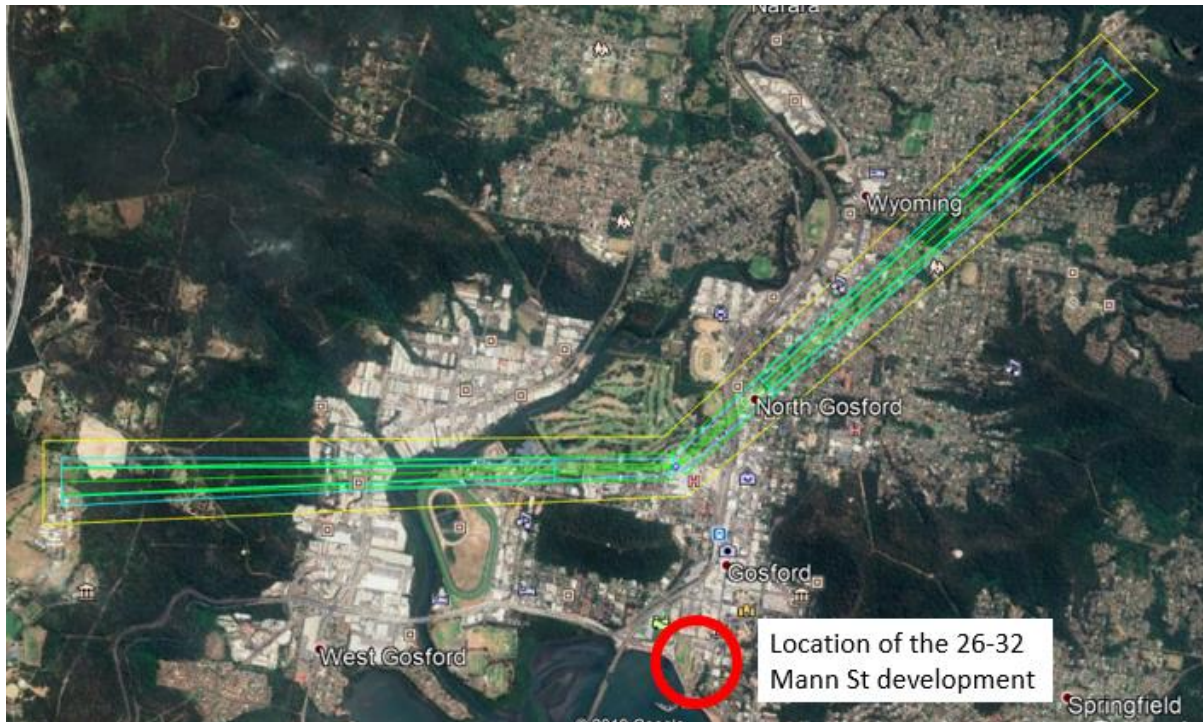 Narara
Wyoming
North Gosford
Gosford
West Gosford
Location of the 26-32
Mann St development
Springfield